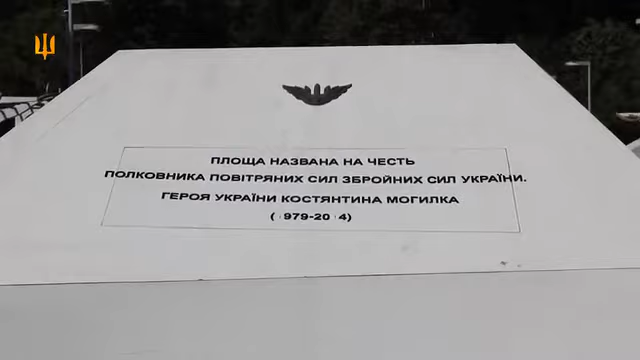 ПЛОЩА НАЗВАНА НА ЧЕСТЬ
ПОЛКОВНИКА ПОВІТРЯНИХ СИЛ ЗБРОЙНИХ СИЛ УКРАЇНИ.
ГЕРОЯ УКРАЇНИ КОСТЯНТИНА МОГИЛКА
( 979-20 4)